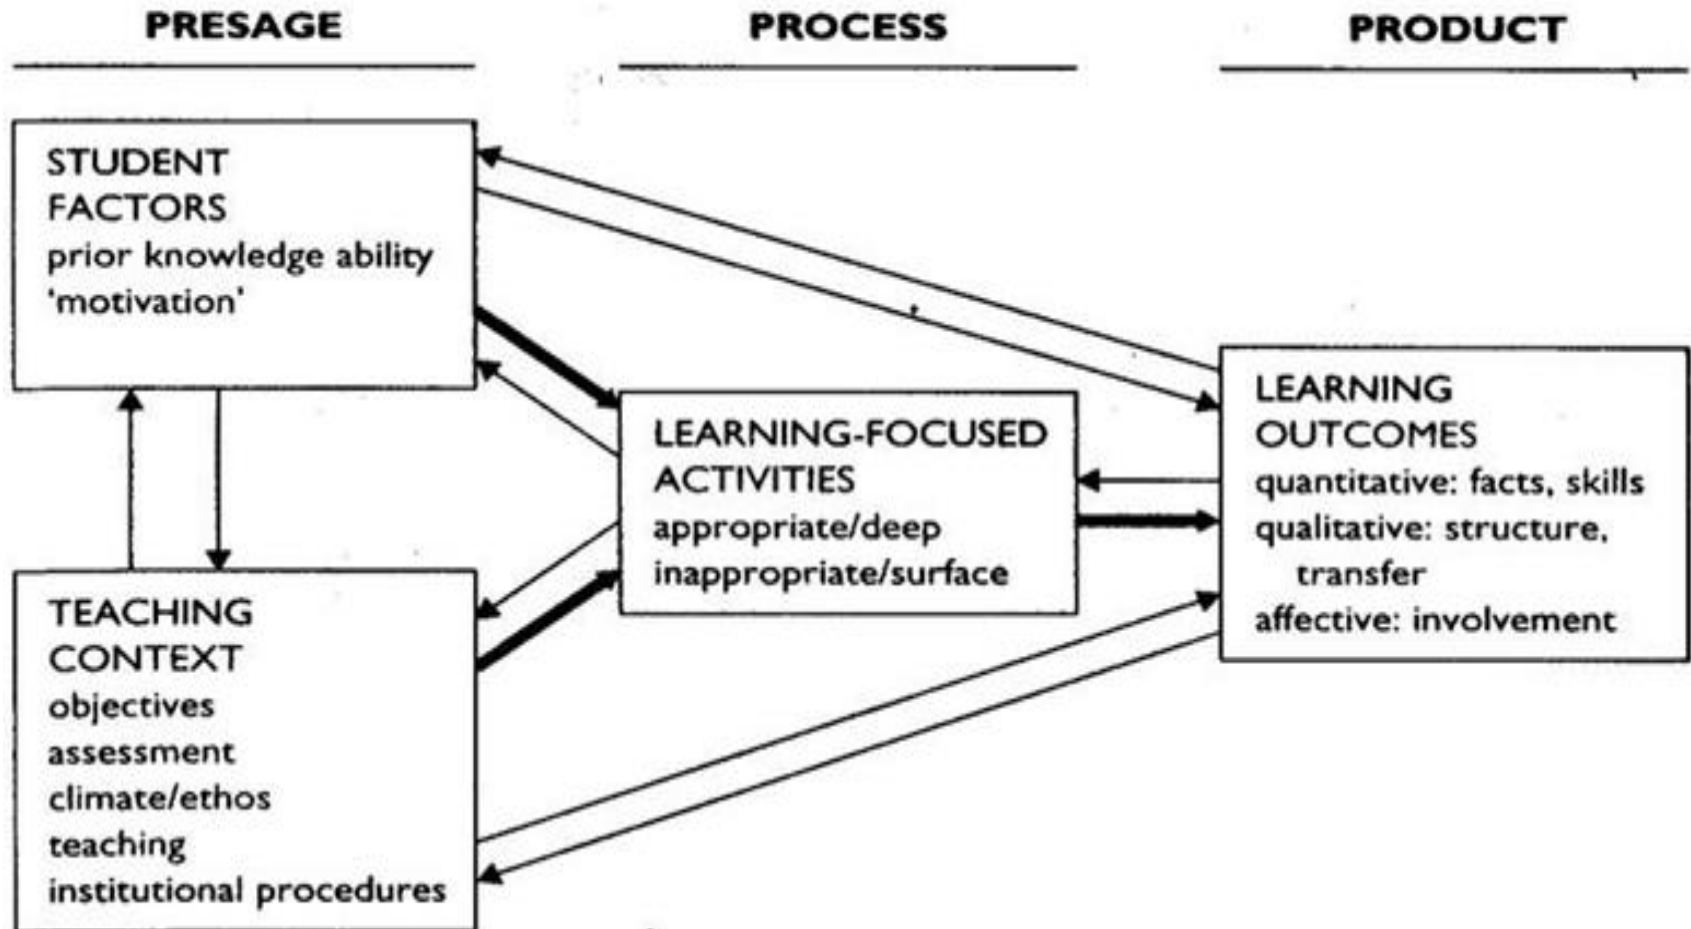 PRESAGE
PROCESS
PRODUCT
STUDENT
FACTORS
prior knowledge ability
'motivation'
LEARNING-FOCUSED
ACTIVITIES
appropriate/deep
inappropriate/surface
LEARNING
OUTCOMES
quantitative: facts, skills
qualitative: structure,
transfer
affective: involvement
TEACHING
CONTEXT
objectives
assessment
climate/ethos
teaching
institutional procedures